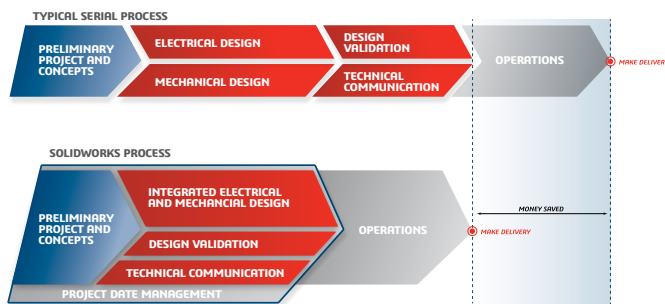 TYPICAL SERIAL PROCESS
PRELIMINARY
PROJECT AND
CONCEPTS
ELECTRICAL DESIGN
MECHANICAL DESIGN
DESIGN
VALIDATION
TECHNICAL
COMMUNICATION
OPERATIONS
MAKE DELIVER
SOLIDWORKS PROCESS
PRELIMINARY
PROJECT AND
CONCEPTS
INTEGRATED ELECTRICAL
AND MECHANCIAL DESIGN
DESIGN VALIDATION
TECHNICAL COMMUNICATION
PROJECT DATE MANAGEMENT
OPERATIONS
MAKE DELIVERY
MONEY SAVED